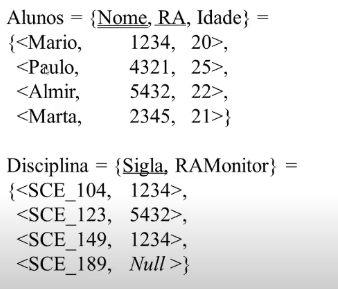 Alunos = {Nome, RA, Idade} =
{<Mario, 1234, 20>,
<Paulo, 4321, 25>,
<Almir, 5432, 22>,
<Marta, 2345, 21>}
Disciplina = {Sigla, RAMonitor} =
{<SCE_104, 1234>,
<SCE_123, 5432>,
<SCE_149, 1234>,
<SCE_189, Null >}